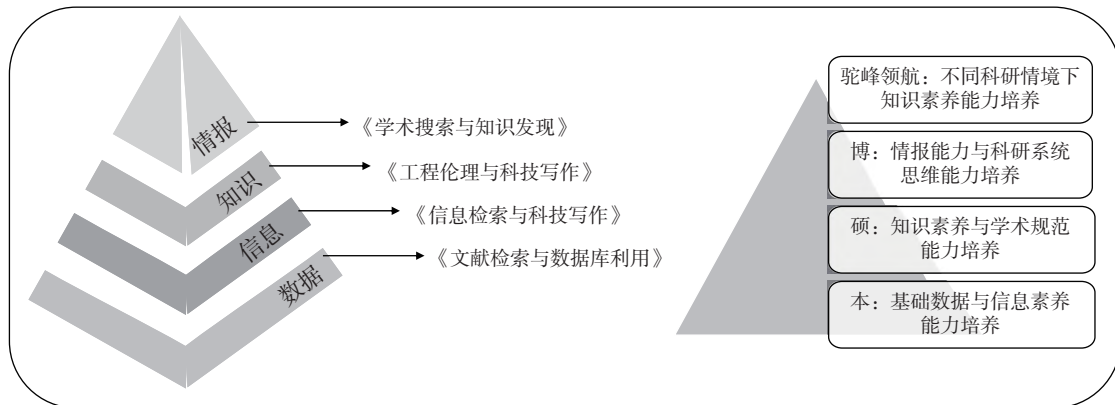 情报
知识
信息
数据
《学术搜索与知识发现》
《工程伦理与科技写作》
《信息检索与科技写作》
《文献检索与数据库利用》
驼峰领航：不同科研情境下
知识素养能力培养
博：情报能力与科研系统
思维能力培养
硕：知识素养与学术规范
能力培养
本：基础数据与信息素养
能力培养